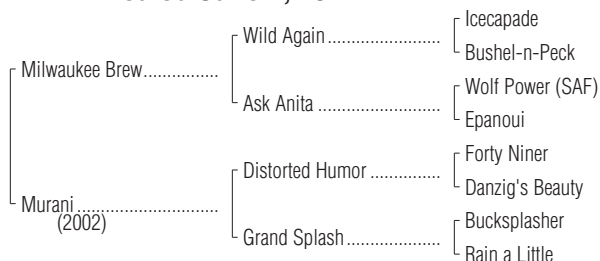 Icecapade
Wild Again........................
Bushel-n-Peck
Milwaukee Brew................
Wolf Power (SAF)
Ask Anita ..........................
Epanoui
Forty Niner
Distorted Humor ...............
Danzig's Beauty
Murani..............................
(2002)
Bucksplasher
Grand Splash....................
Rain a Little